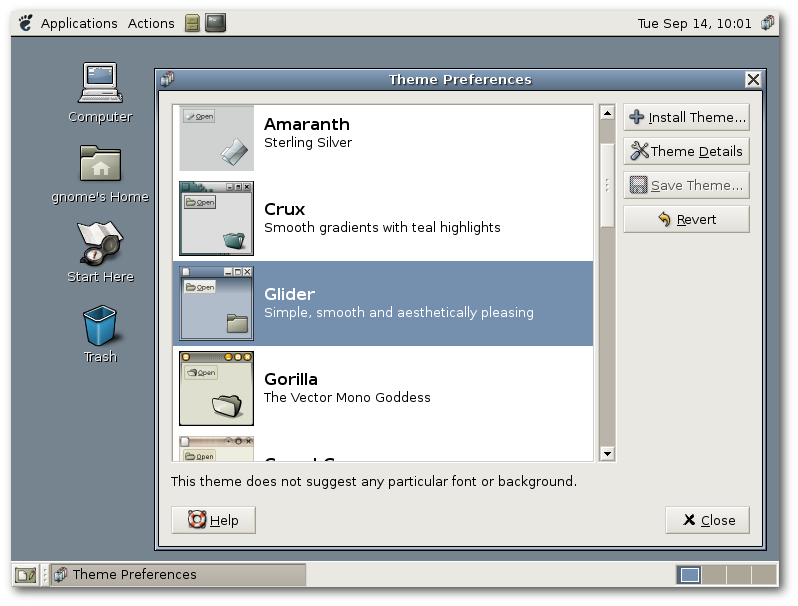 Applications Actions Tue Sep 14, 10:01
Computer
gnome's Home
Start Here
Trash
Theme Preferences
Open
Amaranth
Sterling Silver
Open
Crux
Smooth gradients with teal highlights
Open
Glider
Simple, smooth and aesthetically pleasing
Open
Gorilla
The Vector Mono Goddess
Open
Install Theme...
Theme Details
Save Theme...
Revert
This theme does not suggest any particular font or background.
Help
Close
Theme Preferences